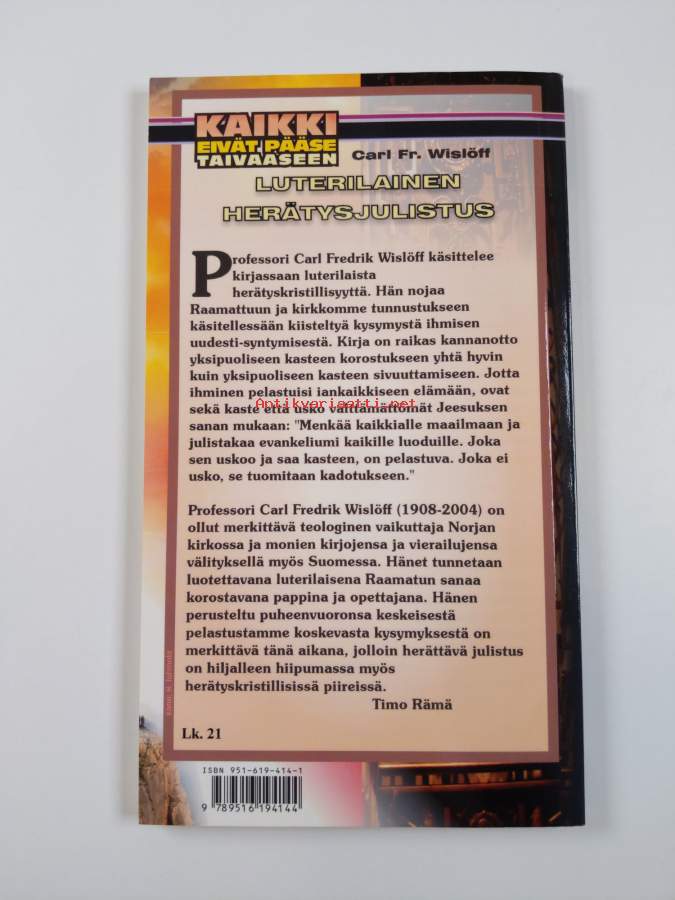 KAIKKI
EIVÄT PÄÄSE
TAIVAASEEN
Carl Fr. Wislöff
LUTERILAINEN
HERÄTYSJULISTUS
Professori Carl Fredrik Wislöff käsittelee
kirjassaan luterilaista
herätyskristillisyyttä. Hän nojaa
Raamattuun ja kirkkomme tunnustukseen
käsitellessään kiisteltyä kysymystä ihmisen
uudesti-syntymisestä. Kirja on raikas kannanotto
yksipuoliseen kasteen korostukseen yhtä hyvin
kuin yksipuoliseen kasteen sivuuttamiseen. Jotta
ihminen pelastuisi iankaikkiseen elämään, ovat
Antikvariaatti.net
sekä kaste että usko välttämättömät Jeesuksen
sanan mukaan: "Menkää kaikkialle maailmaan ja
julistakaa evankeliumi kaikille luoduille. Joka
sen uskoo ja saa kasteen, on pelastuva. Joka ei
usko, se tuomitaan kadotukseen."
Professori Carl Fredrik Wislöff (1908-2004) on
ollut merkittävä teologinen vaikuttaja Norjan
kirkossa ja monien kirjojensa ja vierailujensa
välityksellä myös Suomessa. Hänet tunnetaan
luotettavana luterilaisena Raamatun sanaa
korostavana pappina ja opettajana. Hänen
perusteltu puheenvuoronsa keskeisestä
pelastustamme koskevasta kysymyksestä on
merkittävä tänä aikana, jolloin herättävä julistus
on hiljalleen hiipumassa myös
herätyskristillisissä piireissä.
Timo Rämä
Lk. 21
ISBN 951-619-414-1
9 789516 194144